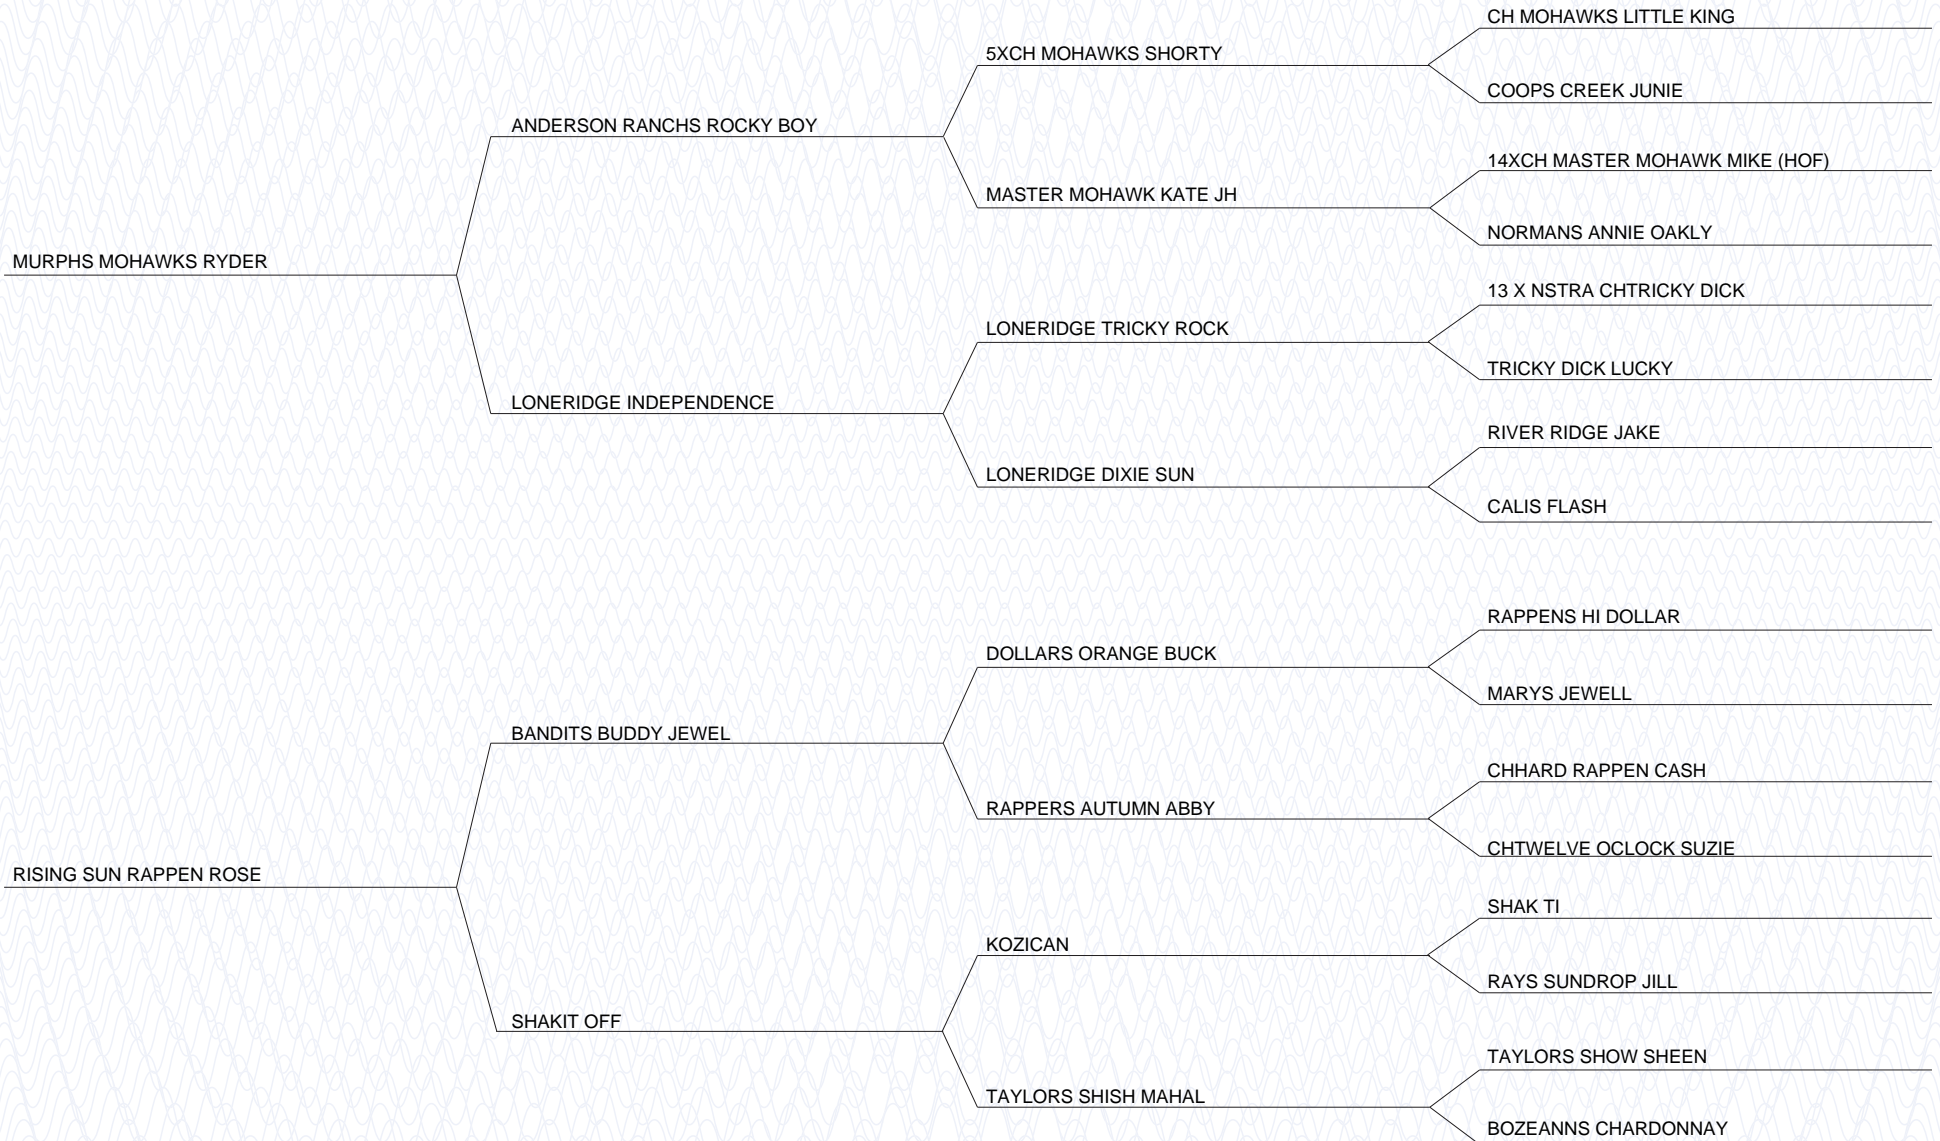 CH MOHAWKS LITTLE KING
5XCH MOHAWKS SHORTY
COOPS CREEK JUNIE
ANDERSON RANCHS ROCKY BOY
14XCH MASTER MOHAWK MIKE (HOF)
MASTER MOHAWK KATE JH
NORMANS ANNIE OAKLY
MURPHS MOHAWKS RYDER
13 X NSTRA CHTRICKY DICK
LONERIDGE TRICKY ROCK
TRICKY DICK LUCKY
LONERIDGE INDEPENDENCE
RIVER RIDGE JAKE
LONERIDGE DIXIE SUN
CALIS FLASH
RAPPENS HI DOLLAR
DOLLARS ORANGE BUCK
MARYS JEWELL
BANDITS BUDDY JEWEL
CHHARD RAPPEN CASH
RAPPERS AUTUMN ABBY
CHTWELVE OCLOCK SUZIE
RISING SUN RAPPEN ROSE
SHAK TI
KOZICAN
RAYS SUNDROP JILL
SHAKIT OFF
TAYLORS SHOW SHEEN
TAYLORS SHISH MAHAL
BOZEANNS CHARDONNAY